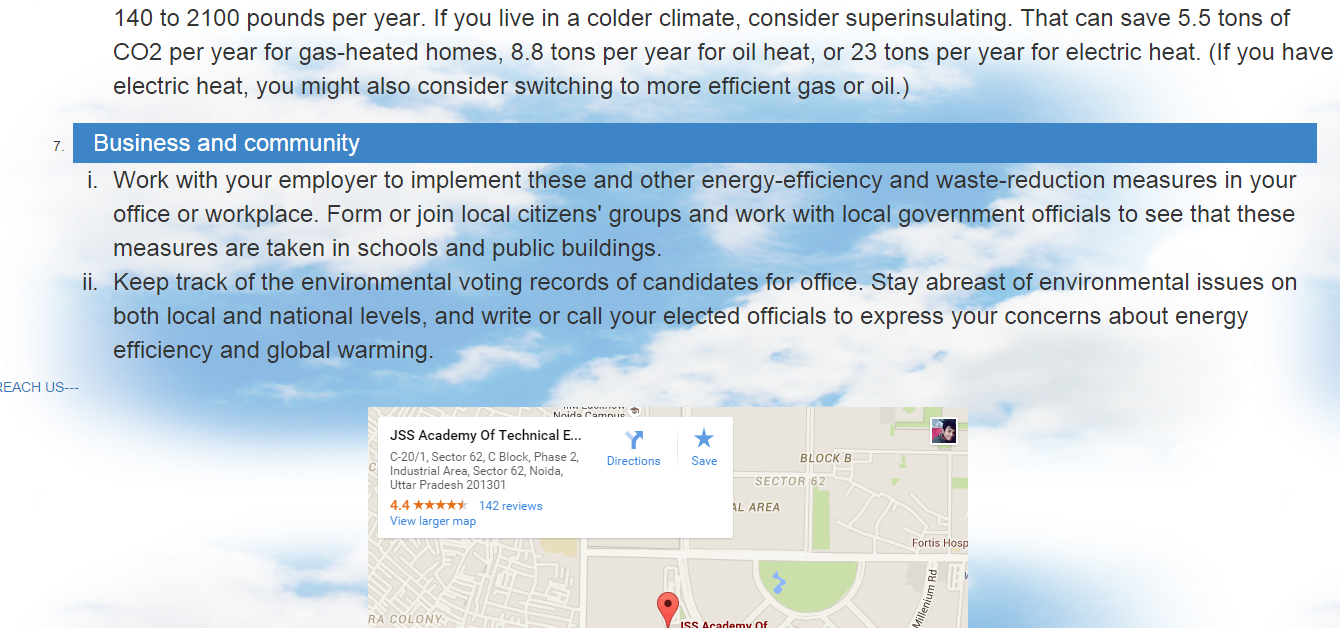 140 to 2100 pounds per year. If you live in a colder climate, consider superinsulating. That can save 5.5 tons of
CO2 per year for gas-heated homes, 8.8 tons per year for oil heat, or 23 tons per year for electric heat. (If you have
electric heat, you might also consider switching to more efficient gas or oil.)
7. Business and community
i. Work with your employer to implement these and other energy-efficiency and waste-reduction measures in your
office or workplace. Form or join local citizens' groups and work with local government officials to see that these
measures are taken in schools and public buildings.
ii. Keep track of the environmental voting records of candidates for office. Stay abreast of environmental issues on
both local and national levels, and write or call your elected officials to express your concerns about energy
efficiency and global warming.
REACH US---
Noida Campus
JSS Academy Of Technical E...
C-20/1, Sector 62, C Block, Phase 2,
Industrial Area, Sector 62, Noida,
Uttar Pradesh 201301
4.4 142 reviews
View larger map
Directions
Save
BLOCK B
SECTOR 62
AL AREA
Fortis Hosp
Millenium Rd
RA COLONY
JSS Academy Of